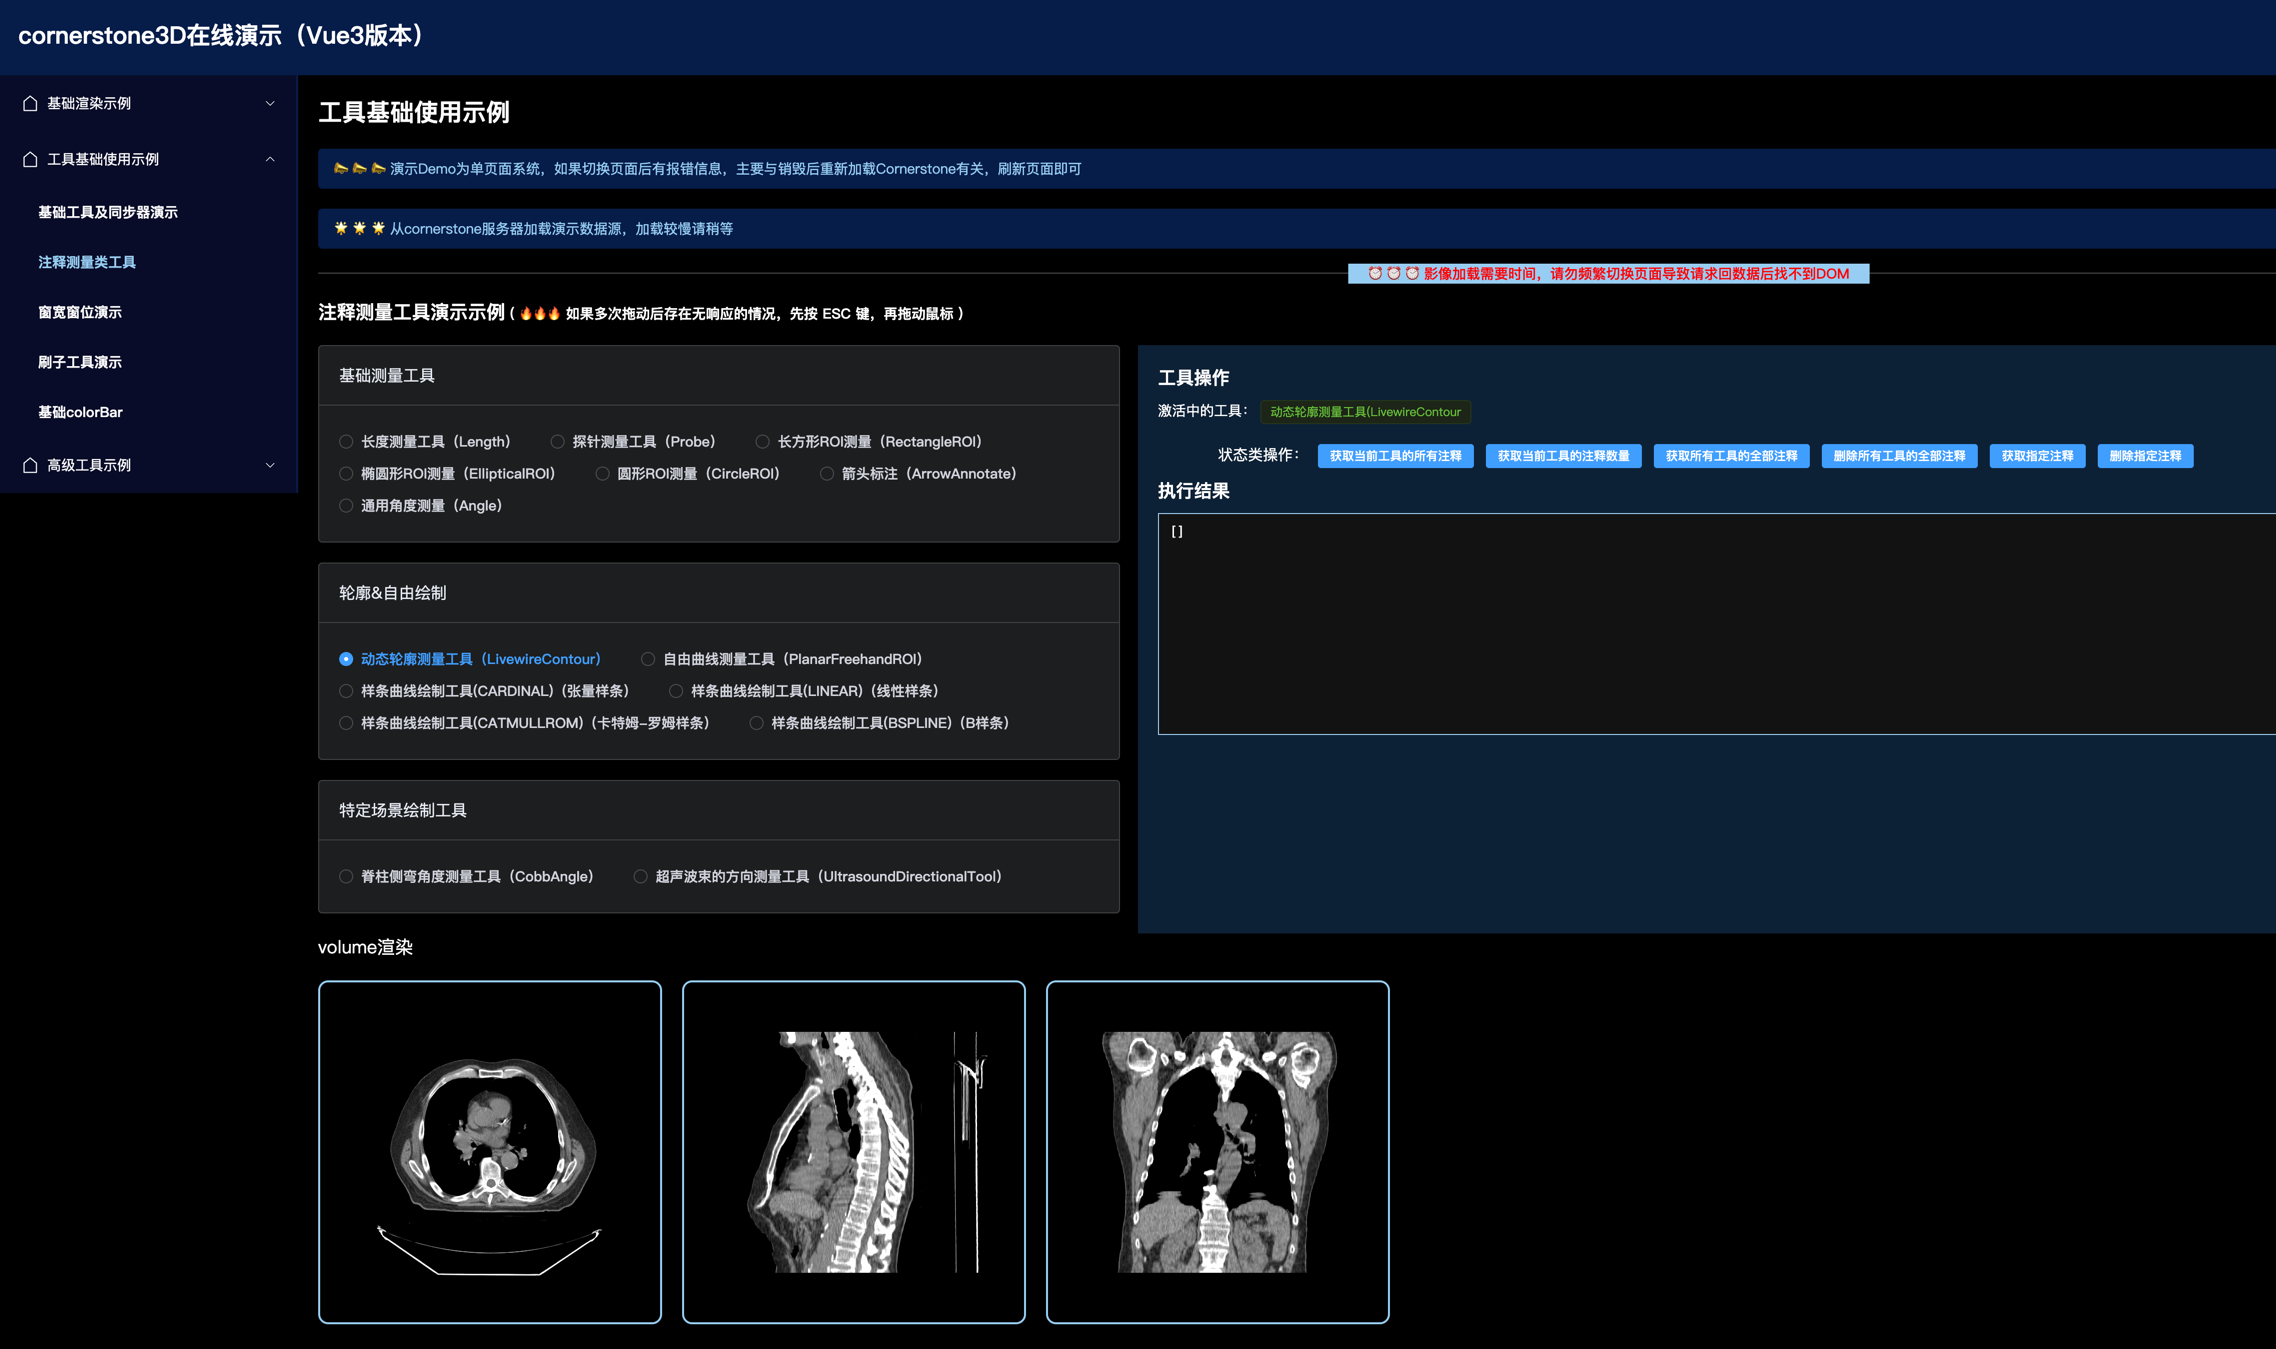 cornerstone3D在线演示（Vue3版本）
基础渲染示例
工具基础使用示例
基础工具及同步器演示
注释测量类工具
窗宽窗位演示
刷子工具演示
基础colorBar
高级工具示例
工具基础使用示例
演示Demo为单页面系统，如果切换页面后有报错信息，主要与销毁后重新加载Cornerstone有关，刷新页面即可
从cornerstone服务器加载演示数据源，加载较慢请稍等
影像加载需要时间，请勿频繁切换页面导致请求回数据后找不到DOM
注释测量工具演示示例 ( 🔥🔥🔥 如果多次拖动后存在无响应的情况，先按 ESC 键，再拖动鼠标 )
基础测量工具
长度测量工具（Length） 探针测量工具（Probe） 长方形ROI测量（RectangleROI）
椭圆形ROI测量（EllipticalROI） 圆形ROI测量（CircleROI） 箭头标注（ArrowAnnotate）
通用角度测量（Angle）
轮廓&自由绘制
动态轮廓测量工具（LivewireContour） 自由曲线测量工具（PlanarFreehandROI）
样条曲线绘制工具(CARDINAL)（张量样条） 样条曲线绘制工具(LINEAR)（线性样条）
样条曲线绘制工具(CATMULLROM)（卡特姆-罗姆样条） 样条曲线绘制工具(BSPLINE)（B样条）
特定场景绘制工具
脊柱侧弯角度测量工具（CobbAngle） 超声波束的方向测量工具（UltrasoundDirectionalTool）
工具操作
激活中的工具： 动态轮廓测量工具(LivewireContour
状态类操作： 获取当前工具的所有注释 获取当前工具的注释数量 获取所有工具的全部注释 删除所有工具的全部注释 获取指定注释 删除指定注释
执行结果
[]
volume渲染